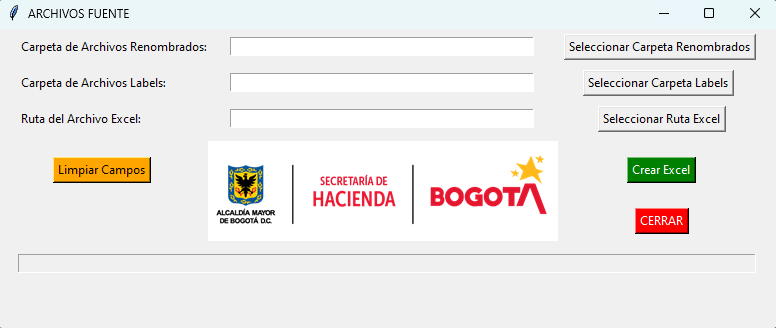 ARCHIVOS FUENTE
Carpeta de Archivos Renombrados:
Seleccionar Carpeta Renombrados
Carpeta de Archivos Labels:
Seleccionar Carpeta Labels
Ruta del Archivo Excel:
Seleccionar Ruta Excel
Limpiar Campos
ALCALDÍA MAYOR
DE BOGOTÁ D.C.
SECRETARÍA DE
HACIENDA
BOGOTÁ
Crear Excel
CERRAR